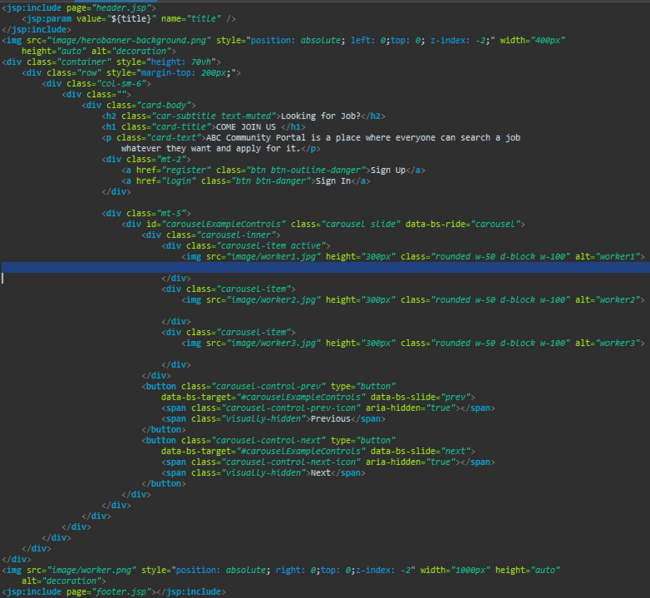 <jsp:include page="header.jsp">
<jsp:param value="${title}" name="title" />
</jsp:include>
<img src="image/herobanner-background.png" style="position: absolute; left: 0;top: 0; z-index: -2;" width="400px"
height="auto" alt="decoration">
<div class="container" style="height: 70vh">
<div class="row" style="margin-top: 200px;">
<div class="col-sm-6">
<div class="">
<div class="card-body">
<h2 class="car-subtitle text-muted">Looking for Job?</h2>
<h1 class="card-title">COME JOIN US </h1>
<p class="card-text">ABC Community Portal is a place where everyone can search a job
whatever they want and apply for it.</p>
<div class="mt-2">
<a href="register" class="btn btn-outline-danger">Sign Up</a>
<a href="login" class="btn btn-danger">Sign In</a>
</div>
<div class="mt-5">
<div id="carouselExampleControls" class="carousel slide" data-bs-ride="carousel">
<div class="carousel-inner">
<div class="carousel-item active">
<img src="image/worker1.jpg" height="300px" class="rounded w-50 d-block w-100" alt="worker1">
</div>
<div class="carousel-item">
<img src="image/worker2.jpg" height="300px" class="rounded w-50 d-block w-100" alt="worker2">
</div>
<div class="carousel-item">
<img src="image/worker3.jpg" height="300px" class="rounded w-50 d-block w-100" alt="worker3">
</div>
</div>
<button class="carousel-control-prev" type="button"
data-bs-target="#carouselExampleControls" data-bs-slide="prev">
<span class="carousel-control-prev-icon" aria-hidden="true"></span>
<span class="visually-hidden">Previous</span>
</button>
<button class="carousel-control-next" type="button"
data-bs-target="#carouselExampleControls" data-bs-slide="next">
<span class="carousel-control-next-icon" aria-hidden="true"></span>
<span class="visually-hidden">Next</span>
</button>
</div>
</div>
</div>
</div>
</div>
</div>
</div>
<img src="image/worker.png" style="position: absolute; right: 0;top: 0;z-index: -2" width="1000px" height="auto"
alt="decoration">
<jsp:include page="footer.jsp"></jsp:include>